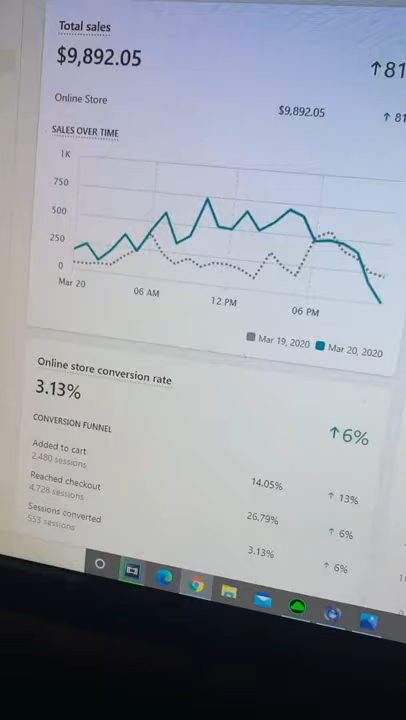 Total sales
$9,892.05
↑81
Online Store
$9,892.05
↑ 81
SALES OVER TIME
1K
750
500
250
0
Mar 20
06 AM
12 PM
06 PM
Mar 19, 2020
Mar 20, 2020
Online store conversion rate
3.13%
↑6%
CONVERSION FUNNEL
Added to cart
2,480 sessions
14.05%
↑ 13%
Reached checkout
4,728 sessions
26.79%
↑ 6%
Sessions converted
553 sessions
3.13%
↑ 6%